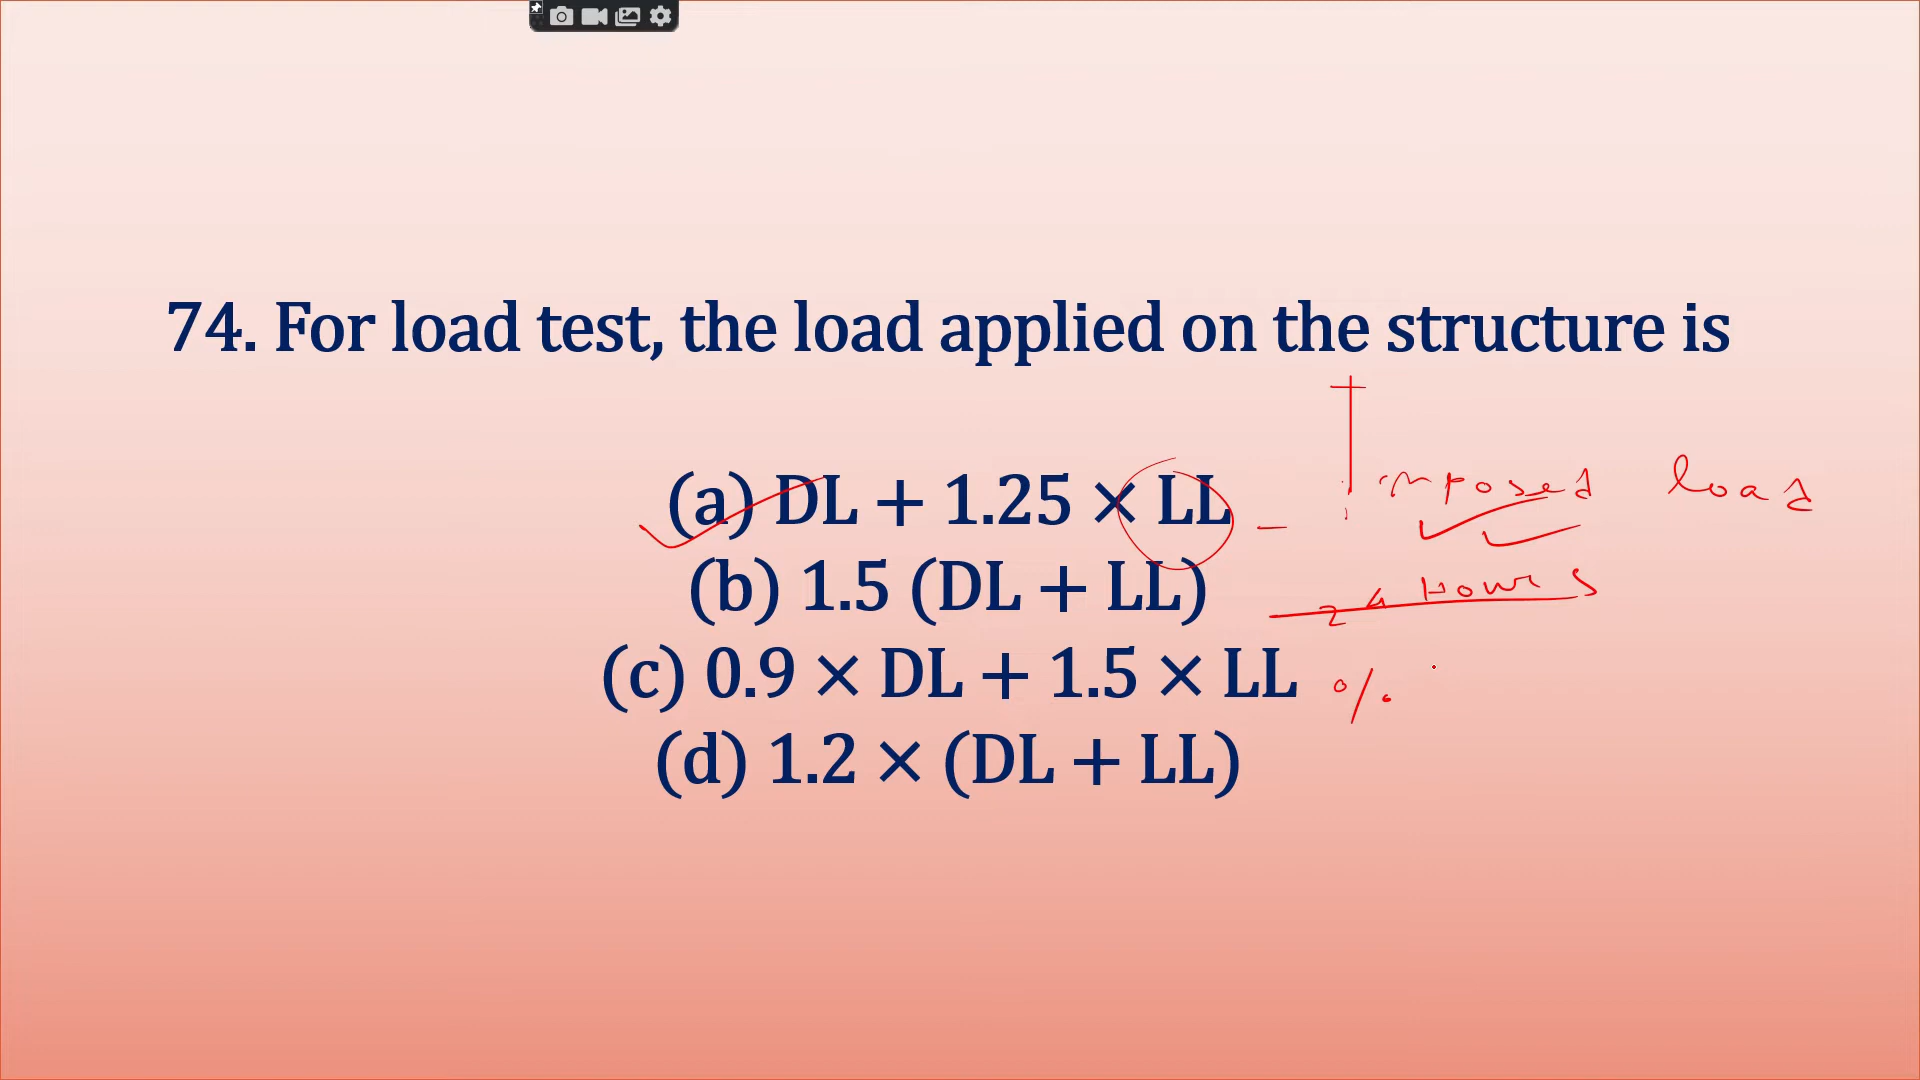 74. For load test, the load applied on the structure is
(a) DL + 1.25 × LL - Imposed load
(b) 1.5 (DL + LL)
24 Hours
(c) 0.9 × DL + 1.5 × LL
%
(d) 1.2 × (DL + LL)